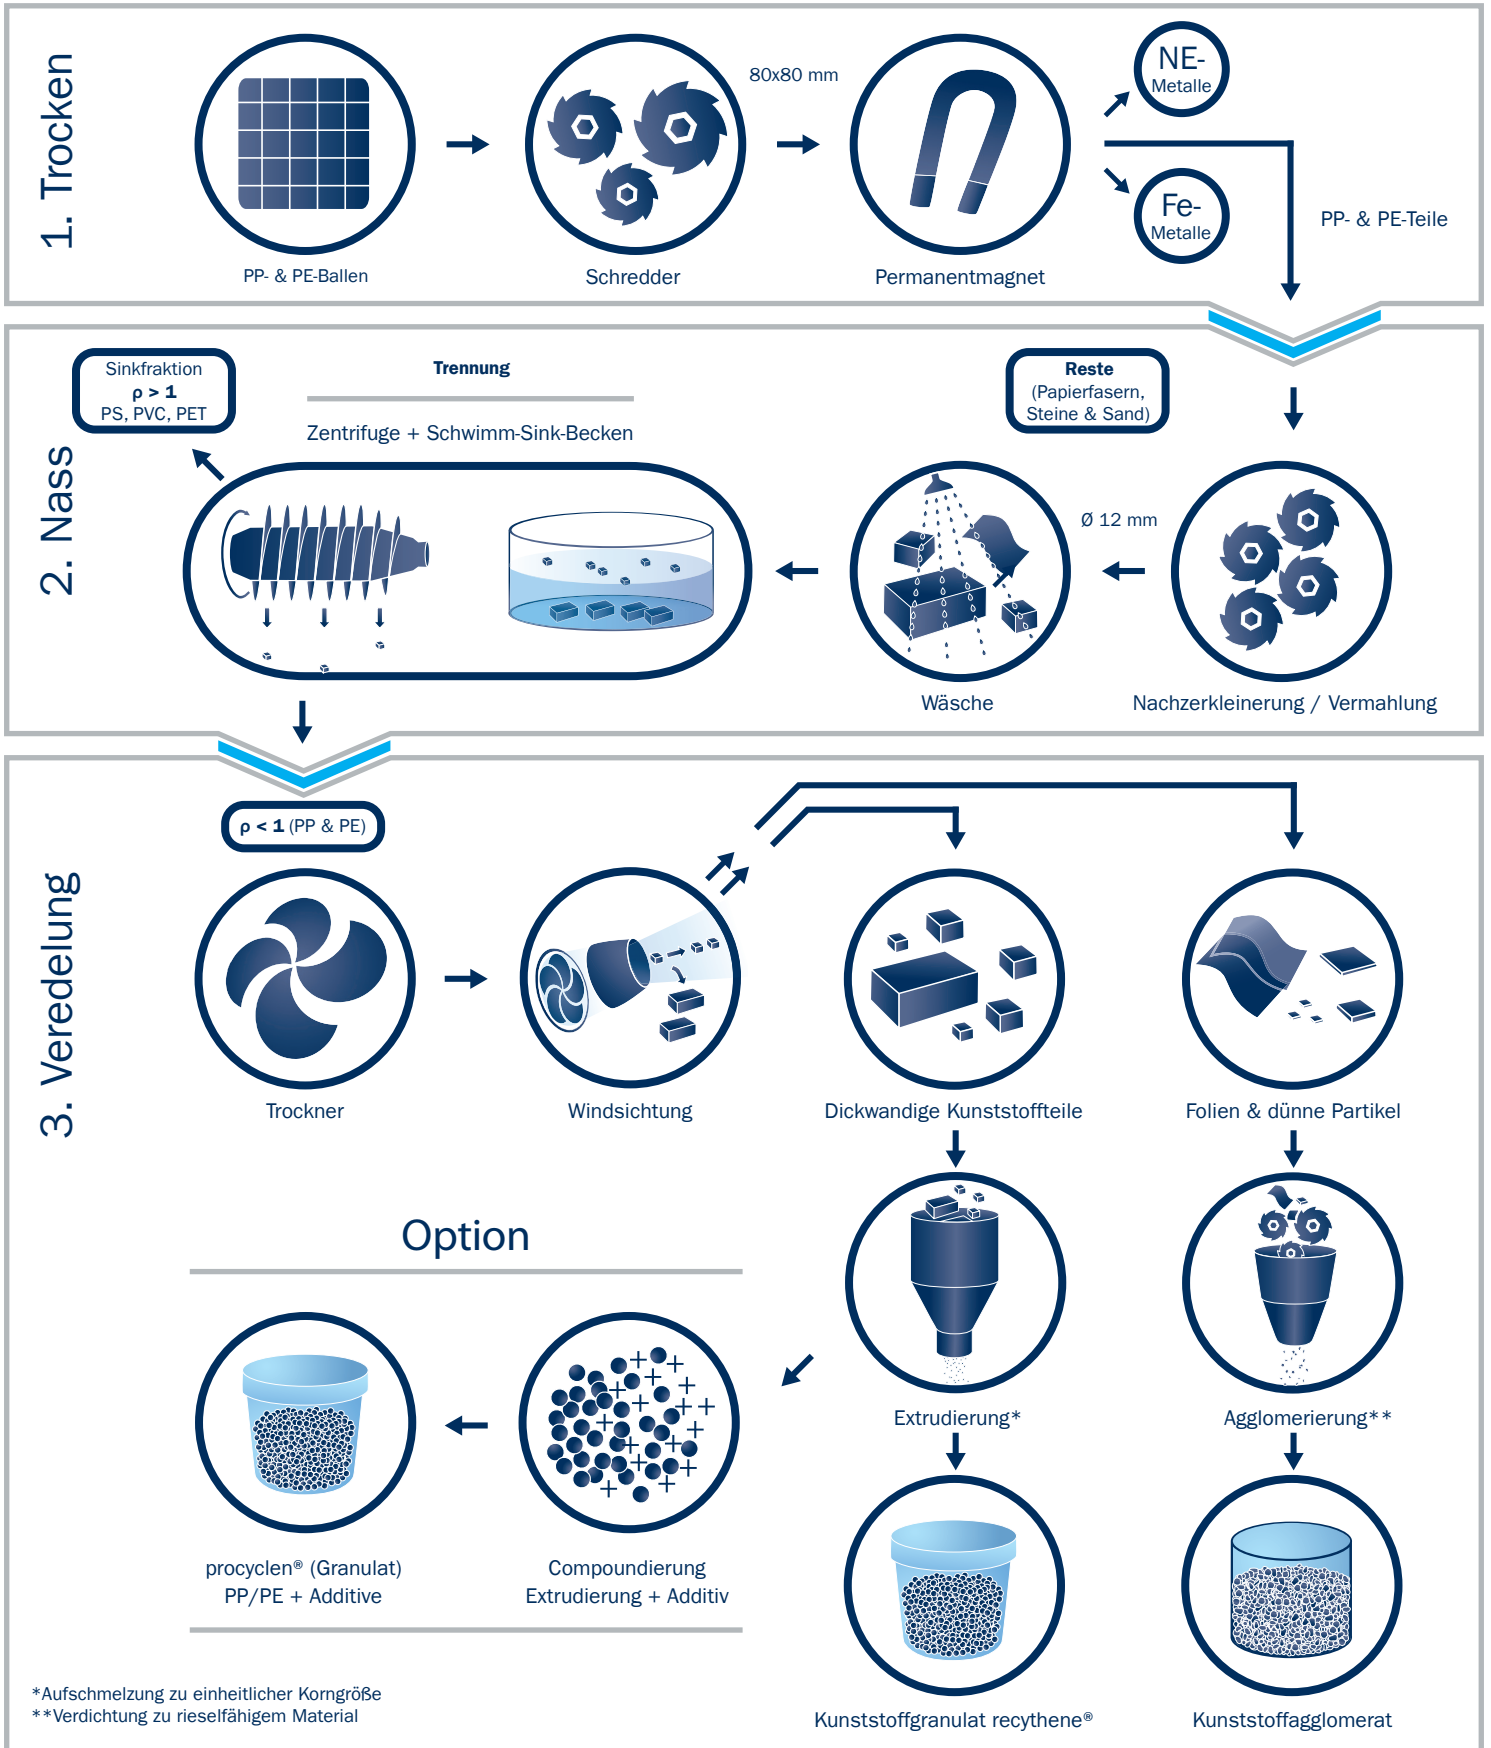 1. Trocken
80x80 mm
NE-
Metalle
Fe-
Metalle
PP- & PE-Teile
PP- & PE-Ballen
Schredder
Permanentmagnet
2. Nass
Sinkfraktion
ρ > 1
PS, PVC, PET
Trennung
Zentrifuge + Schwimm-Sink-Becken
Reste
(Papierfasern,
Steine & Sand)
Ø 12 mm
Wäsche
Nachzerkleinerung / Vermahlung
3. Veredelung
ρ < 1 (PP & PE)
Trockner
Windsichtung
Dickwandige Kunststoffteile
Folien & dünne Partikel
Option
Extrudierung*
Agglomerierung**
procyclen® (Granulat)
PP/PE + Additive
Compoundierung
Extrudierung + Additiv
Kunststoffgranulat recythene®
Kunststoffagglomerat
*Aufschmelzung zu einheitlicher Korngröße
**Verdichtung zu rieselfähigem Material